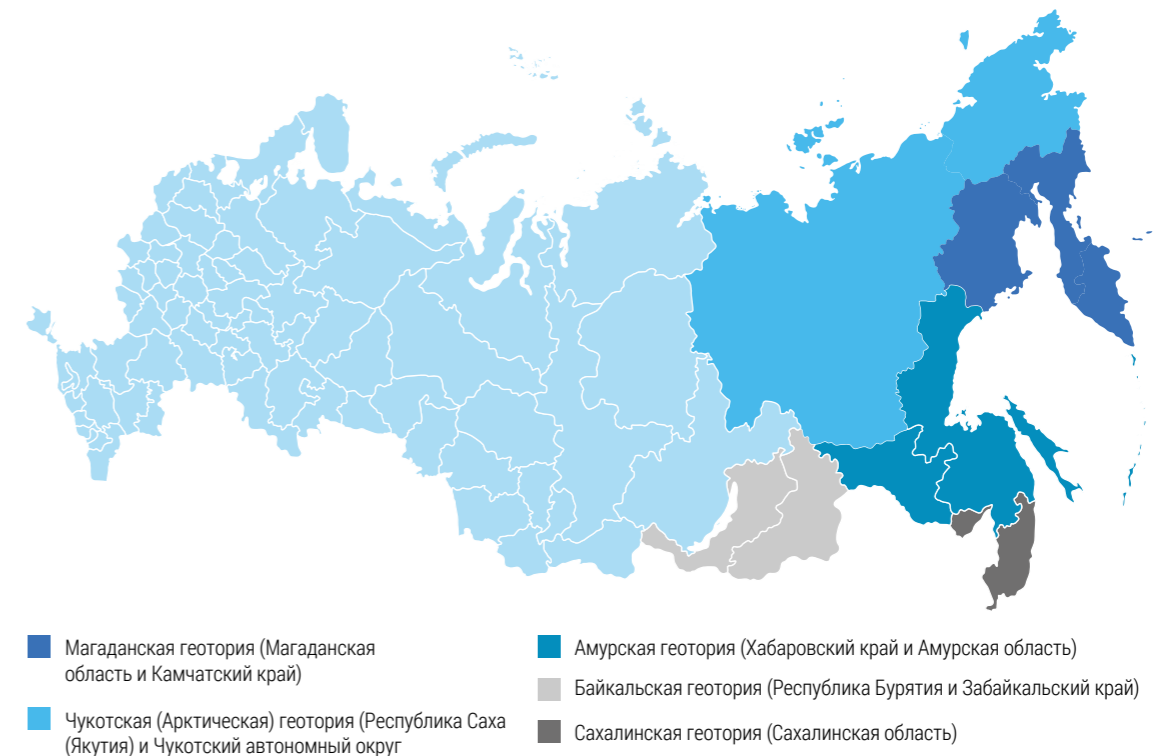 Магаданская геотория (Магаданская
область и Камчатский край)
Чукотская (Арктическая) геотория (Республика Саха
(Якутия) и Чукотский автономный округ
Амурская геотория (Хабаровский край и Амурская область)
Байкальская геотория (Республика Бурятия и Забайкальский край)
Сахалинская геотория (Сахалинская область)